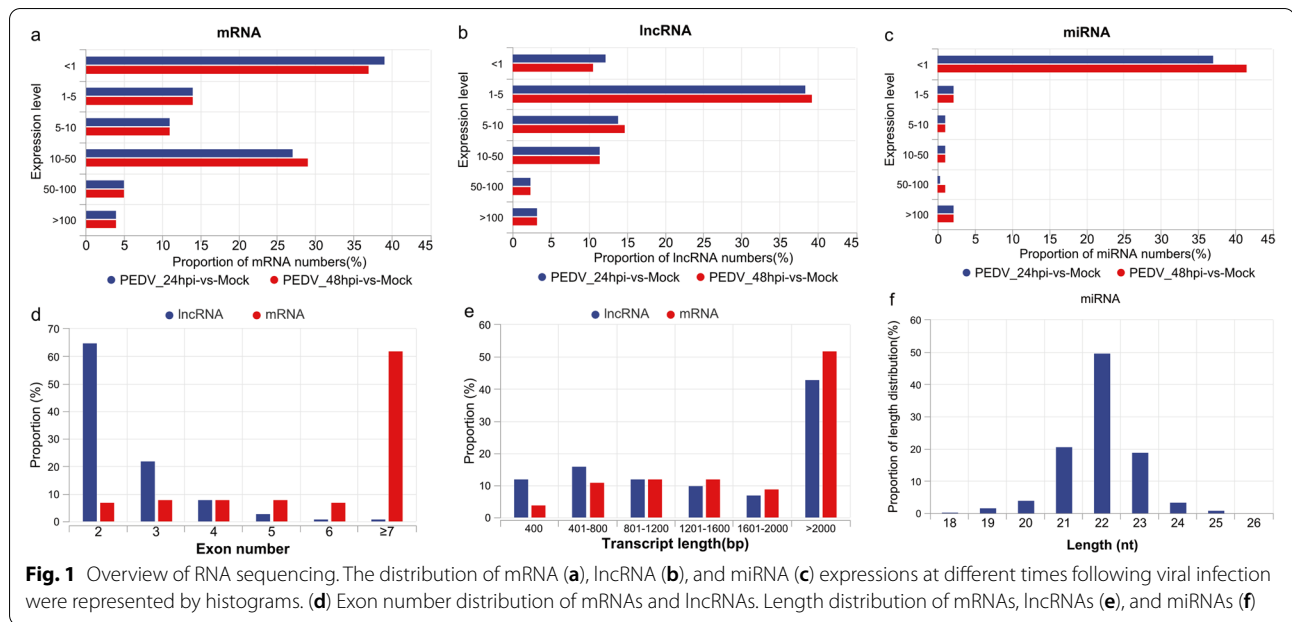 a
mRNA
Expression level
<1
1-5
5-10
10-50
50-100
>100
0 5 10 15 20 25 30 35 40 45
Proportion of mRNA numbers(%)
PEDV_24hpi-vs-Mock PEDV_48hpi-vs-Mock
b
lncRNA
Expression level
<1
1-5
5-10
10-50
50-100
>100
0 5 10 15 20 25 30 35 40 45
Proportion of lncRNA numbers(%)
PEDV_24hpi-vs-Mock PEDV_48hpi-vs-Mock
c
miRNA
Expression level
<1
1-5
5-10
10-50
50-100
>100
0 5 10 15 20 25 30 35 40 45
Proportion of miRNA numbers(%)
PEDV_24hpi-vs-Mock PEDV_48hpi-vs-Mock
d
lncRNA mRNA
Proportion (%)
70
60
50
40
30
20
10
0
2 3 4 5 6 ≥7
Exon number
e
lncRNA mRNA
Proportion (%)
60
50
40
30
20
10
0
400 401-800 801-1200 1201-1600 1601-2000 >2000
Transcript length(bp)
f
miRNA
Proportion of length distribution(%)
60
50
40
30
20
10
0
18 19 20 21 22 23 24 25 26
Length (nt)
Fig. 1 Overview of RNA sequencing. The distribution of mRNA (a), lncRNA (b), and miRNA (c) expressions at different times following viral infection
were represented by histograms. (d) Exon number distribution of mRNAs and lncRNAs. Length distribution of mRNAs, lncRNAs (e), and miRNAs (f)